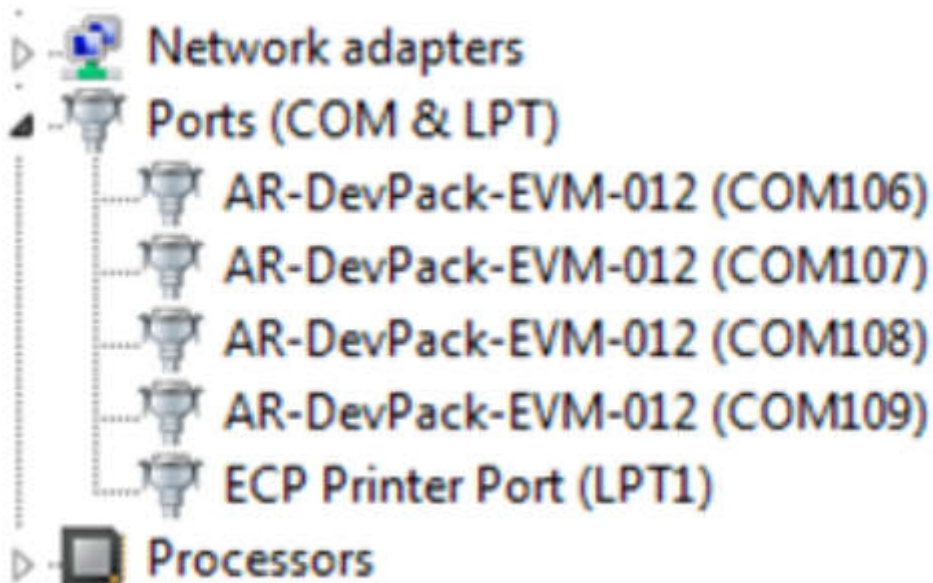 Network adapters
Ports (COM & LPT)
AR-DevPack-EVM-012 (COM106)
AR-DevPack-EVM-012 (COM107)
AR-DevPack-EVM-012 (COM108)
AR-DevPack-EVM-012 (COM109)
ECP Printer Port (LPT1)
Processors